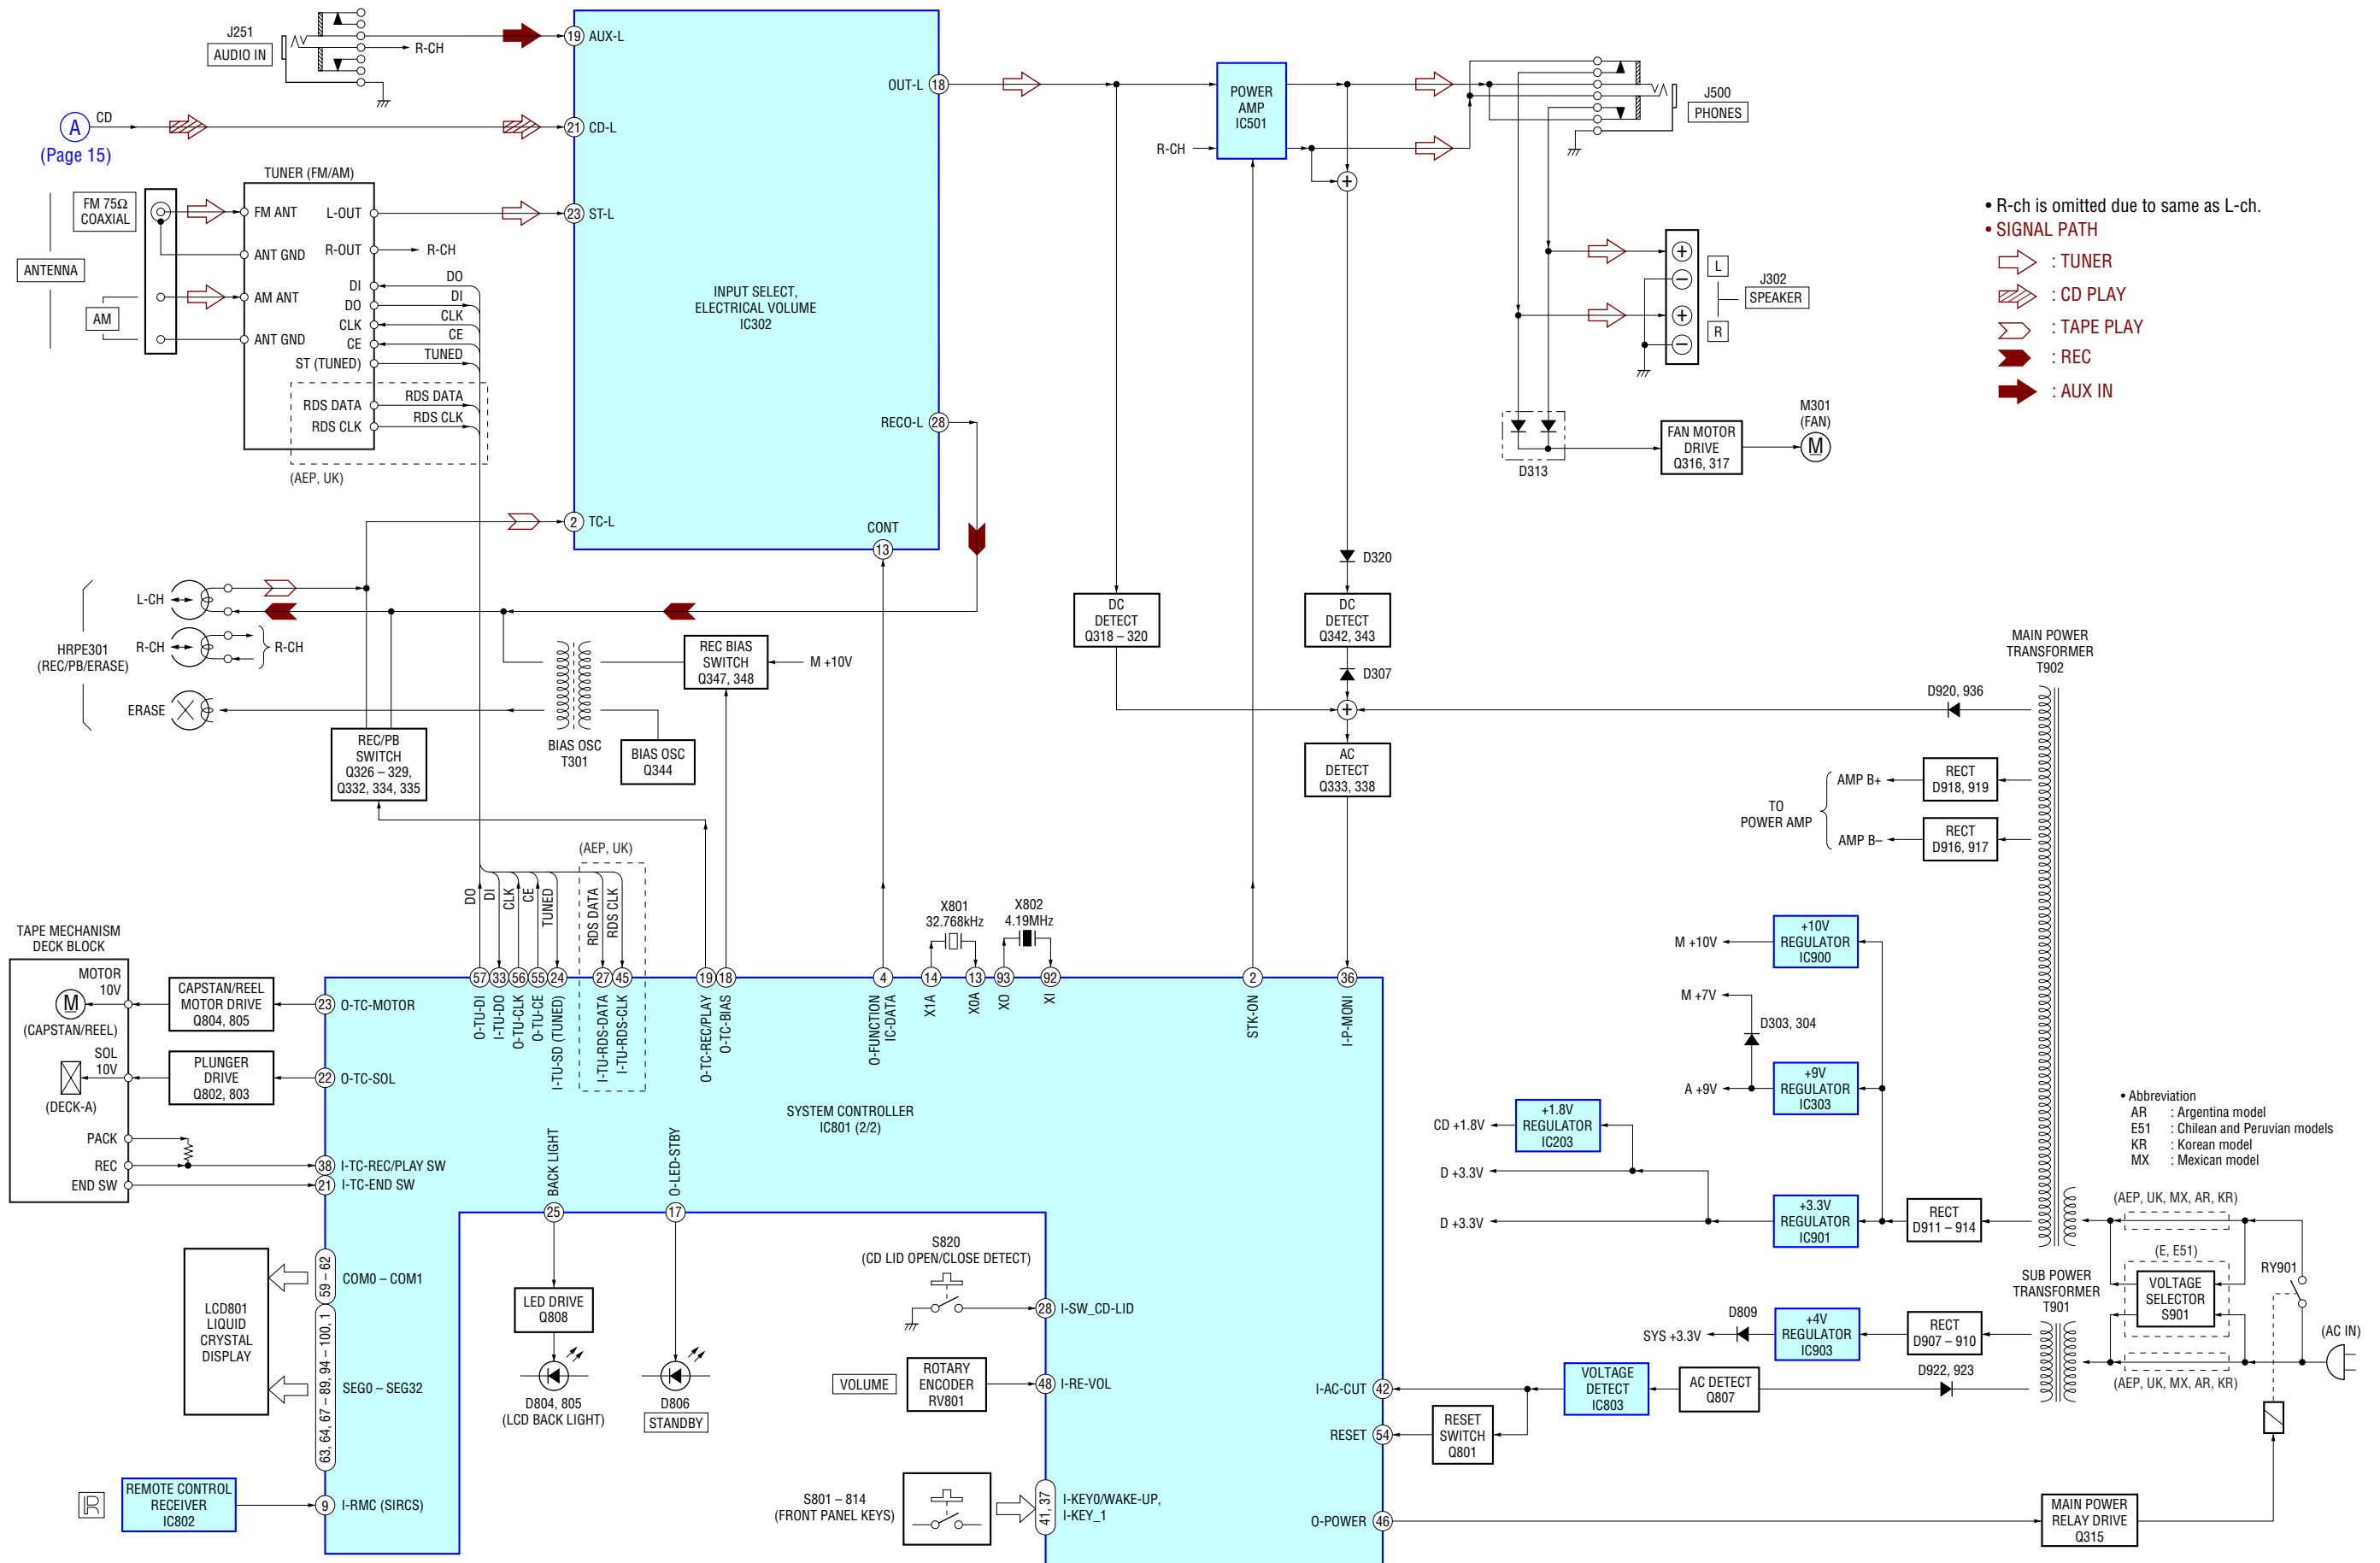 J251
AUDIO IN
R-CH
19 AUX-L
A CD
(Page 15)
21 CD-L
OUT-L 18
POWER
AMP
IC501
R-CH
J500
PHONES
TUNER (FM/AM)
ANTENNA
FM 75Ω
COAXIAL
AM
FM ANT
ANT GND
AM ANT
ANT GND
L-OUT
R-OUT
R-CH
DI
DO
DO
DI
CLK
CLK
CE
CE
ST (TUNED)
TUNED
RDS DATA
RDS DATA
RDS CLK
RDS CLK
(AEP, UK)
23 ST-L
INPUT SELECT,
ELECTRICAL VOLUME
IC302
RECO-L 28
2 TC-L
CONT
13
+
+
−
+
−
L
R
J302
SPEAKER
D313
FAN MOTOR
DRIVE
Q316, 317
M301
(FAN)
M
• R-ch is omitted due to same as L-ch.
• SIGNAL PATH
: TUNER
: CD PLAY
: TAPE PLAY
: REC
: AUX IN
HRPE301
(REC/PB/ERASE)
L-CH
R-CH
R-CH
ERASE
REC/PB
SWITCH
Q326 – 329,
Q332, 334, 335
BIAS OSC
T301
BIAS OSC
Q344
REC BIAS
SWITCH
Q347, 348
M +10V
DC
DETECT
Q318 – 320
D320
DC
DETECT
Q342, 343
D307
+
AC
DETECT
Q333, 338
MAIN POWER
TRANSFORMER
T902
D920, 936
TO
POWER AMP
AMP B+
RECT
D918, 919
AMP B–
RECT
D916, 917
(AEP, UK)
DO
DI
CLK
CE
TUNED
RDS DATA
RDS CLK
X801
32.768kHz
X802
4.19MHz
57
33
56
55
24
27
45
19
18
4
14
13
93
92
2
36
O-TU-DI
I-TU-DO
O-TU-CLK
O-TU-CE
I-TU-SD (TUNED)
I-TU-RDS-DATA
I-TU-RDS-CLK
O-TC-REC/PLAY
O-TC-BIAS
O-FUNCTION
IC-DATA
X1A
X0A
XO
XI
STK-ON
I-P-MONI
TAPE MECHANISM
DECK BLOCK
MOTOR
10V
M
(CAPSTAN/REEL)
SOL
10V
(DECK-A)
PACK
REC
END SW
CAPSTAN/REEL
MOTOR DRIVE
Q804, 805
PLUNGER
DRIVE
Q802, 803
23 O-TC-MOTOR
22 O-TC-SOL
38 I-TC-REC/PLAY SW
21 I-TC-END SW
SYSTEM CONTROLLER
IC801 (2/2)
LCD801
LIQUID
CRYSTAL
DISPLAY
59 – 62
COM0 – COM1
63, 64, 67 – 89, 94 – 100, 1
SEG0 – SEG32
REMOTE CONTROL
RECEIVER
IC802
R
9 I-RMC (SIRCS)
BACK LIGHT
25
O-LED-STBY
17
LED DRIVE
Q808
D804, 805
(LCD BACK LIGHT)
D806
STANDBY
S820
(CD LID OPEN/CLOSE DETECT)
28 I-SW_CD-LID
VOLUME
ROTARY
ENCODER
RV801
48 I-RE-VOL
S801 – 814
(FRONT PANEL KEYS)
41, 37
I-KEY0/WAKE-UP,
I-KEY_1
I-AC-CUT 42
RESET 54
O-POWER 46
RESET
SWITCH
Q801
VOLTAGE
DETECT
IC803
AC DETECT
Q807
D922, 923
M +10V
+10V
REGULATOR
IC900
M +7V
D303, 304
A +9V
+9V
REGULATOR
IC303
CD +1.8V
+1.8V
REGULATOR
IC203
D +3.3V
D +3.3V
+3.3V
REGULATOR
IC901
RECT
D911 – 914
SYS +3.3V
D809
+4V
REGULATOR
IC903
RECT
D907 – 910
SUB POWER
TRANSFORMER
T901
• Abbreviation
AR : Argentina model
E51 : Chilean and Peruvian models
KR : Korean model
MX : Mexican model
(AEP, UK, MX, AR, KR)
(E, E51)
VOLTAGE
SELECTOR
S901
(AEP, UK, MX, AR, KR)
RY901
(AC IN)
MAIN POWER
RELAY DRIVE
Q315